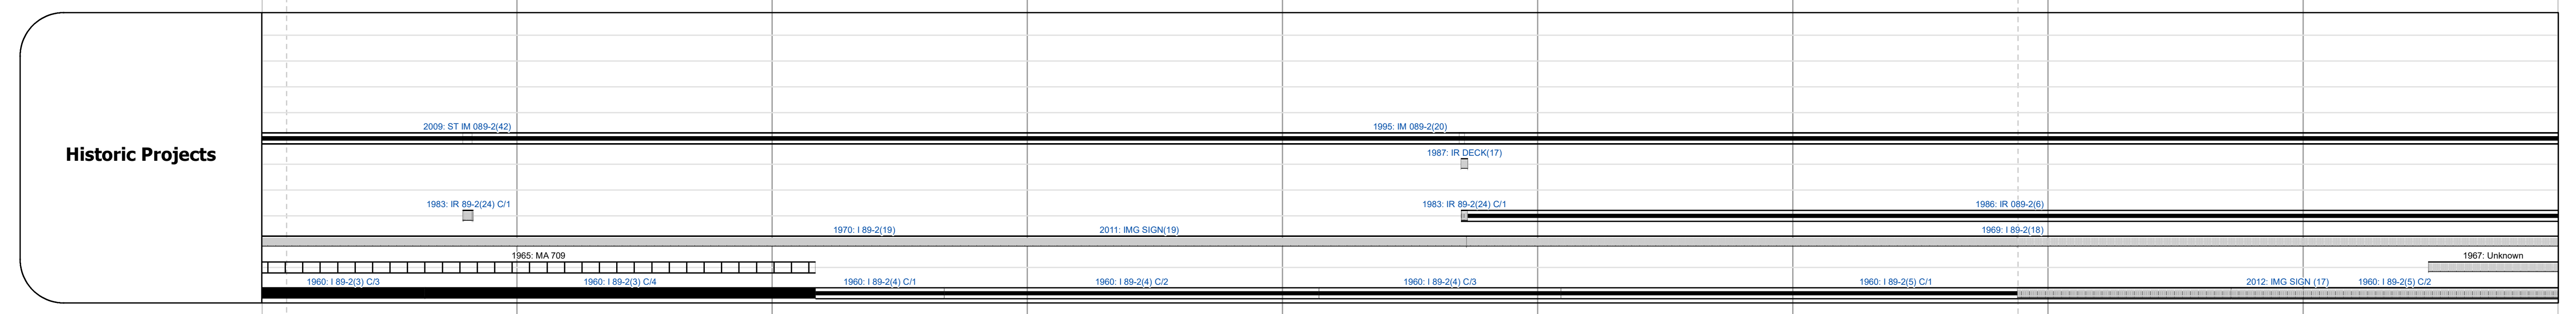 2009: ST IM 089-2(42)
1995: IM 089-2(20)
Historic Projects
1987: IR DECK(17)
1983: IR 89-2(24) C/1
1983: IR 89-2(24) C/1
1986: IR 089-2(6)
1970: I 89-2(19)
2011: IMG SIGN(19)
1969: I 89-2(18)
1965: MA 709
1967: Unknown
1960: I 89-2(3) C/3
1960: I 89-2(3) C/4
1960: I 89-2(4) C/1
1960: I 89-2(4) C/2
1960: I 89-2(4) C/3
1960: I 89-2(5) C/1
2012: IMG SIGN (17)
1960: I 89-2(5) C/2